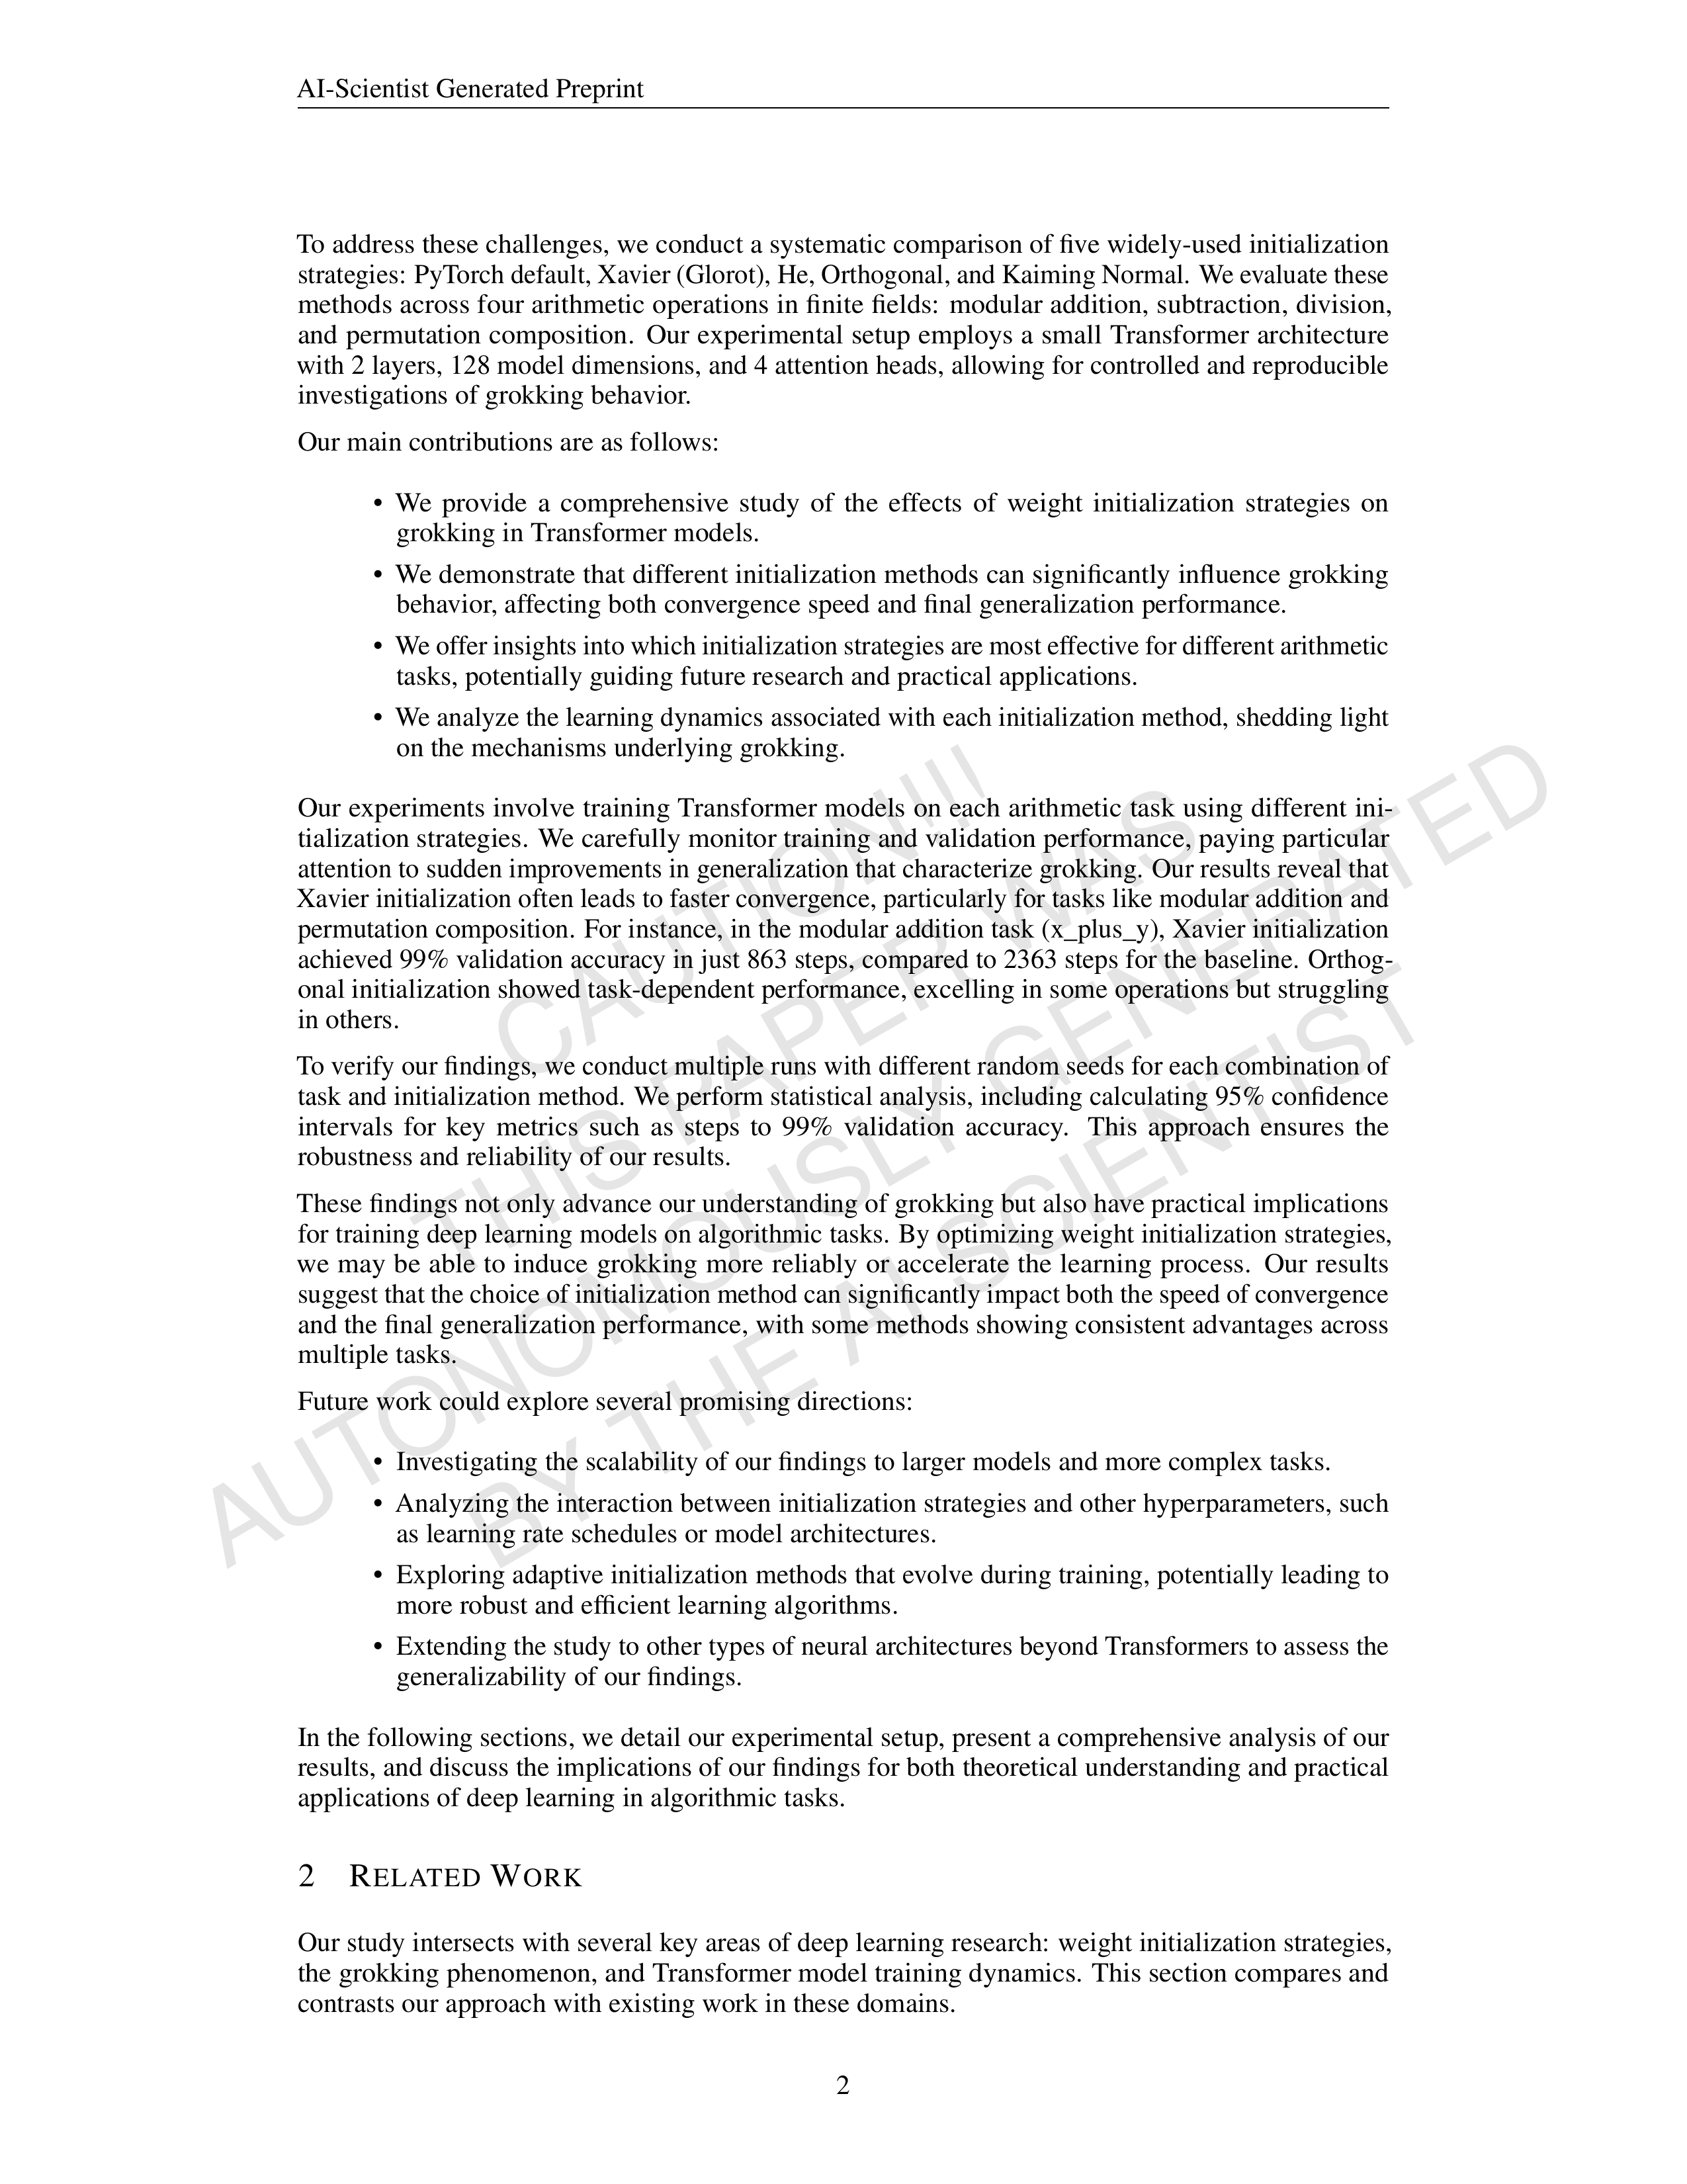 AI-Scientist Generated Preprint
To address these challenges, we conduct a systematic comparison of five widely-used initialization
strategies: PyTorch default, Xavier (Glorot), He, Orthogonal, and Kaiming Normal. We evaluate these
methods across four arithmetic operations in finite fields: modular addition, subtraction, division,
and permutation composition. Our experimental setup employs a small Transformer architecture
with 2 layers, 128 model dimensions, and 4 attention heads, allowing for controlled and reproducible
investigations of grokking behavior.
Our main contributions are as follows:
• We provide a comprehensive study of the effects of weight initialization strategies on
grokking in Transformer models.
• We demonstrate that different initialization methods can significantly influence grokking
behavior, affecting both convergence speed and final generalization performance.
• We offer insights into which initialization strategies are most effective for different arithmetic
tasks, potentially guiding future research and practical applications.
• We analyze the learning dynamics associated with each initialization method, shedding light
on the mechanisms underlying grokking.
Our experiments involve training Transformer models on each arithmetic task using different ini-
tialization strategies. We carefully monitor training and validation performance, paying particular
attention to sudden improvements in generalization that characterize grokking. Our results reveal that
Xavier initialization often leads to faster convergence, particularly for tasks like modular addition and
permutation composition. For instance, in the modular addition task (x_plus_y), Xavier initialization
achieved 99% validation accuracy in just 863 steps, compared to 2363 steps for the baseline. Orthog-
onal initialization showed task-dependent performance, excelling in some operations but struggling
in others.
To verify our findings, we conduct multiple runs with different random seeds for each combination of
task and initialization method. We perform statistical analysis, including calculating 95% confidence
intervals for key metrics such as steps to 99% validation accuracy. This approach ensures the
robustness and reliability of our results.
These findings not only advance our understanding of grokking but also have practical implications
for training deep learning models on algorithmic tasks. By optimizing weight initialization strategies,
we may be able to induce grokking more reliably or accelerate the learning process. Our results
suggest that the choice of initialization method can significantly impact both the speed of convergence
and the final generalization performance, with some methods showing consistent advantages across
multiple tasks.
Future work could explore several promising directions:
• Investigating the scalability of our findings to larger models and more complex tasks.
• Analyzing the interaction between initialization strategies and other hyperparameters, such
as learning rate schedules or model architectures.
• Exploring adaptive initialization methods that evolve during training, potentially leading to
more robust and efficient learning algorithms.
• Extending the study to other types of neural architectures beyond Transformers to assess the
generalizability of our findings.
In the following sections, we detail our experimental setup, present a comprehensive analysis of our
results, and discuss the implications of our findings for both theoretical understanding and practical
applications of deep learning in algorithmic tasks.
2 RELATED WORK
Our study intersects with several key areas of deep learning research: weight initialization strategies,
the grokking phenomenon, and Transformer model training dynamics. This section compares and
contrasts our approach with existing work in these domains.
2
CAUTION!!!
THIS PAPER WAS
AUTONOMOUSLY GENERATED
BY THE AI SCIENTIST